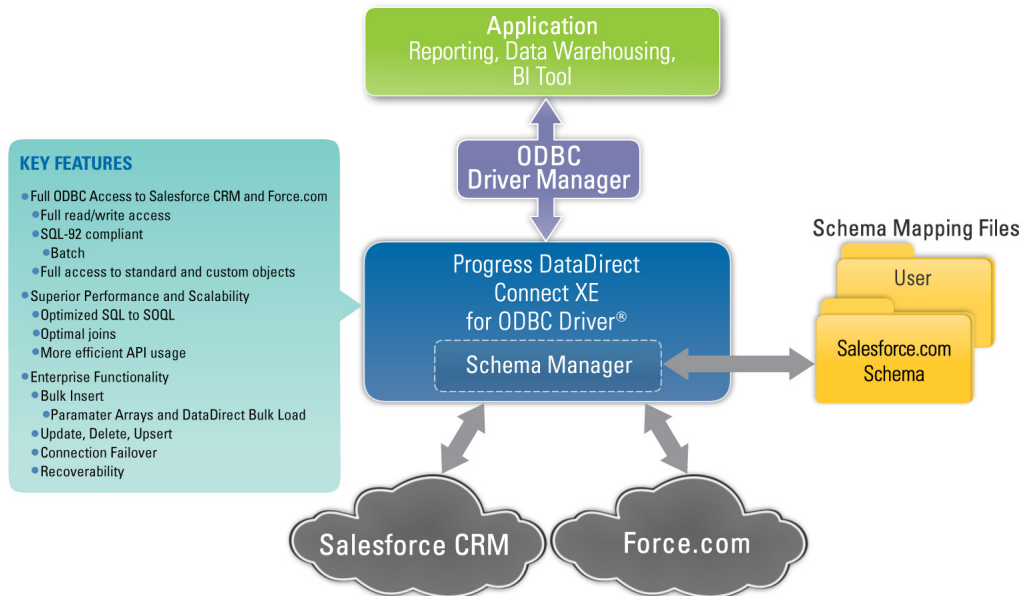 Application
Reporting, Data Warehousing,
BI Tool
ODBC
Driver Manager
KEY FEATURES
Full ODBC Access to Salesforce CRM and Force.com
Full read/write access
SQL-92 compliant
Batch
Full access to standard and custom objects
Superior Performance and Scalability
Optimized SQL to SOQL
Optimal joins
More efficient API usage
Enterprise Functionality
Bulk Insert
Paramater Arrays and DataDirect Bulk Load
Update, Delete, Upsert
Connection Failover
Recoverability
Progress DataDirect
Connect XE
for ODBC Driver®
Schema Manager
Schema Mapping Files
User
Salesforce.com
Schema
Salesforce CRM
Force.com